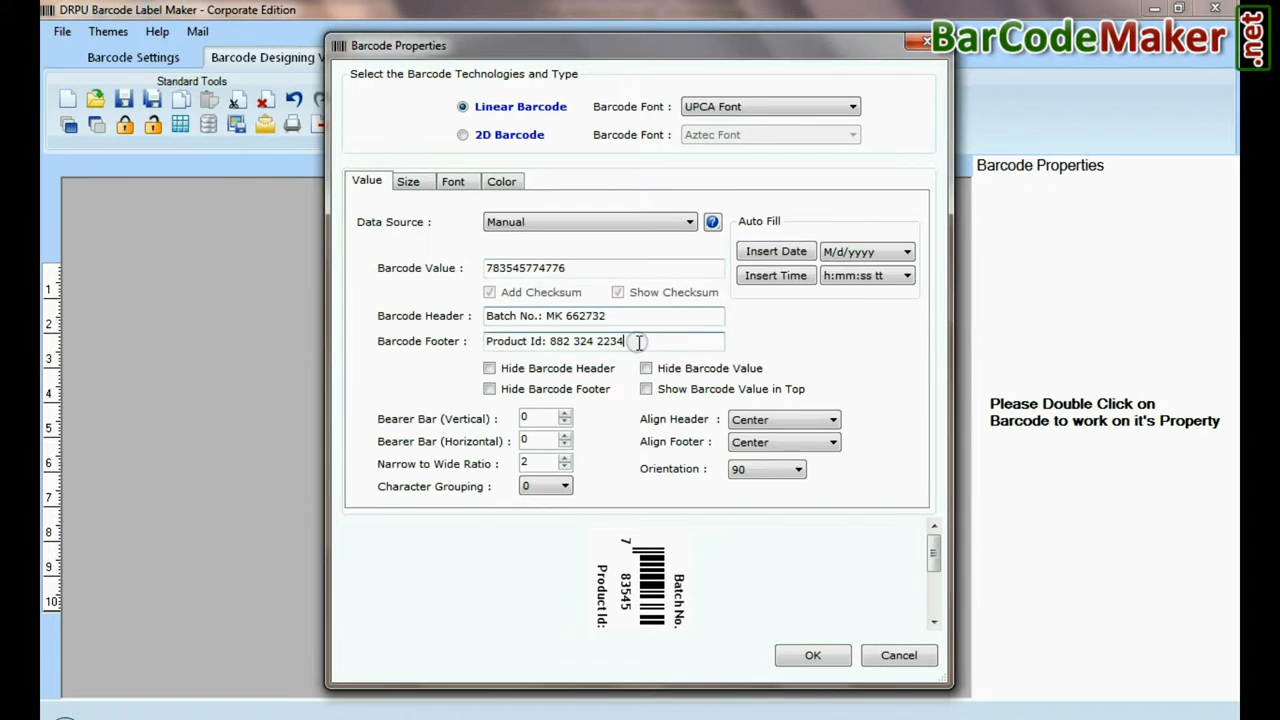 DRPU Barcode Label Maker - Corporate Edition
File Themes Help Mail
BarCodeMaker.net
Barcode Settings Barcode Designing V
Standard Tools
Barcode Properties
Select the Barcode Technologies and Type
Linear Barcode Barcode Font : UPCA Font
2D Barcode Barcode Font : Aztec Font
Value Size Font Color
Data Source : Manual
Auto Fill
Insert Date M/d/yyyy
Barcode Value : 783545774776
Insert Time h:mm:ss tt
Add Checksum Show Checksum
Barcode Header : Batch No.: MK 662732
Barcode Footer : Product Id: 882 324 2234
Hide Barcode Header Hide Barcode Value
Hide Barcode Footer Show Barcode Value in Top
Bearer Bar (Vertical) : 0 Align Header : Center
Bearer Bar (Horizontal) : 0 Align Footer : Center
Narrow to Wide Ratio : 2 Orientation : 90
Character Grouping : 0
7 83545
Batch No.
Product Id:
OK Cancel
Barcode Properties
Please Double Click on
Barcode to work on it's Property
1
2
3
4
5
6
7
8
9
10